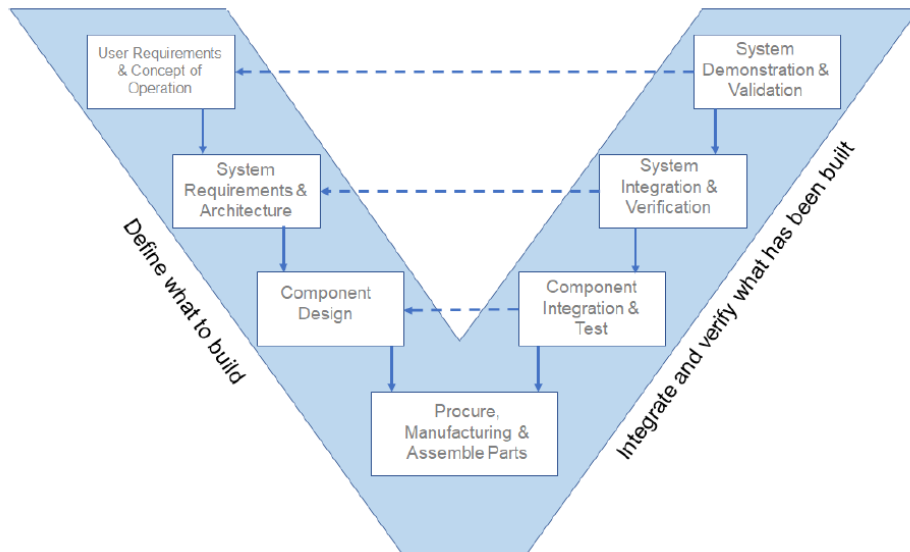 User Requirements
& Concept of
Operation
System
Demonstration &
Validation
System
Requirements &
Architecture
System
Integration &
Verification
Component
Design
Component
Integration &
Test
Procure,
Manufacturing &
Assemble Parts
Define what to build
Integrate and verify what has been built